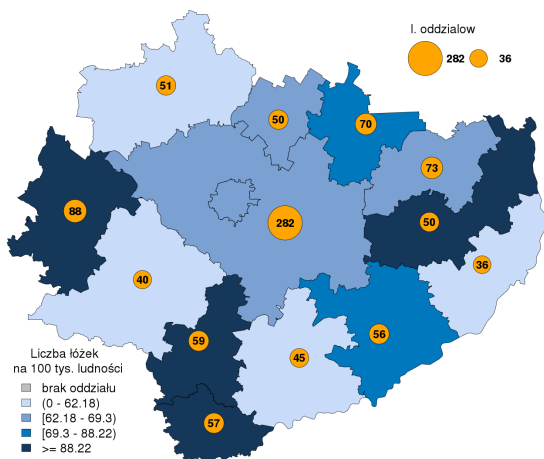 l. oddzialow
282 36
51
50
70
73
88
282
50
40
36
59
56
45
57
Liczba łóżek
na 100 tys. ludności
brak oddziału
(0 - 62.18)
[62.18 - 69.3)
[69.3 - 88.22)
>= 88.22